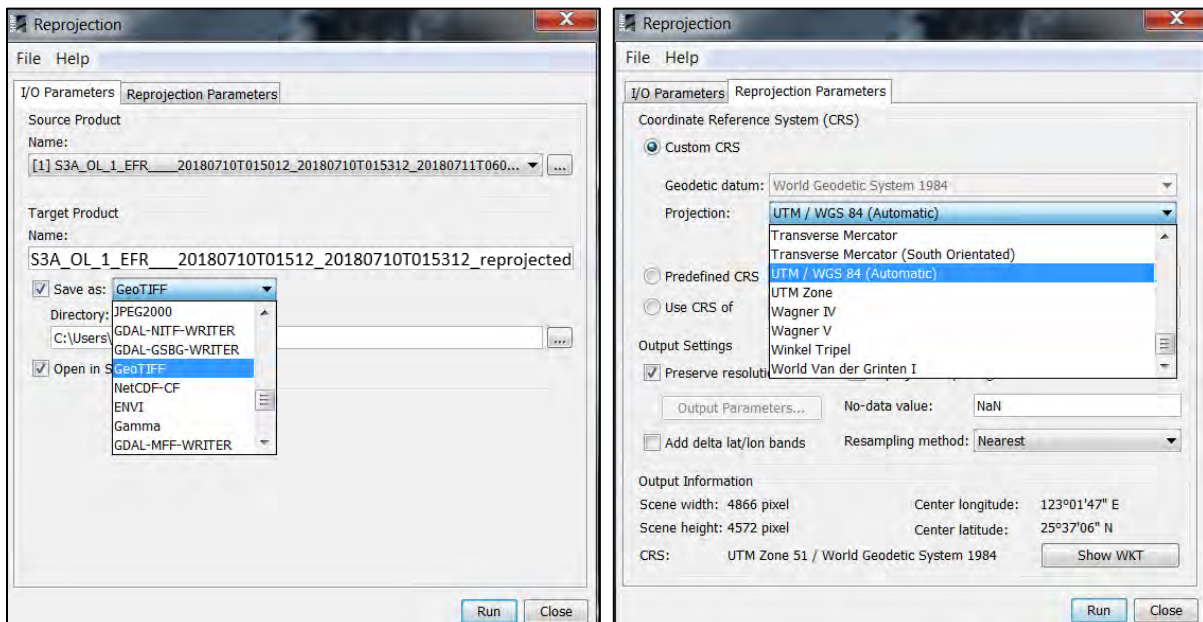 Reprojection
File Help
I/O Parameters Reprojection Parameters
Source Product
Name:
[1] S3A_OL_1_EFR____20180710T015012_20180710T015312_20180711T060... ...
Target Product
Name:
S3A_OL_1_EFR___20180710T01512_20180710T015312_reprojected
Save as: GeoTIFF
JPEG2000
Directory: GDAL-NITF-WRITER
C:\Users\ GDAL-GSBG-WRITER ...
Open in S GeoTIFF
NetCDF-CF
ENVI
Gamma
GDAL-MFF-WRITER
Run Close
Reprojection
File Help
I/O Parameters Reprojection Parameters
Coordinate Reference System (CRS)
Custom CRS
Geodetic datum: World Geodetic System 1984
Projection: UTM / WGS 84 (Automatic)
Transverse Mercator
Transverse Mercator (South Orientated)
Predefined CRS UTM / WGS 84 (Automatic)
UTM Zone
Use CRS of Wagner IV
Wagner V
Output Settings Winkel Tripel
Preserve resoluti World Van der Grinten I
Output Parameters... No-data value: NaN
Add delta lat/lon bands Resampling method: Nearest
Output Information
Scene width: 4866 pixel Center longitude: 123°01'47" E
Scene height: 4572 pixel Center latitude: 25°37'06" N
CRS: UTM Zone 51 / World Geodetic System 1984 Show WKT
Run Close